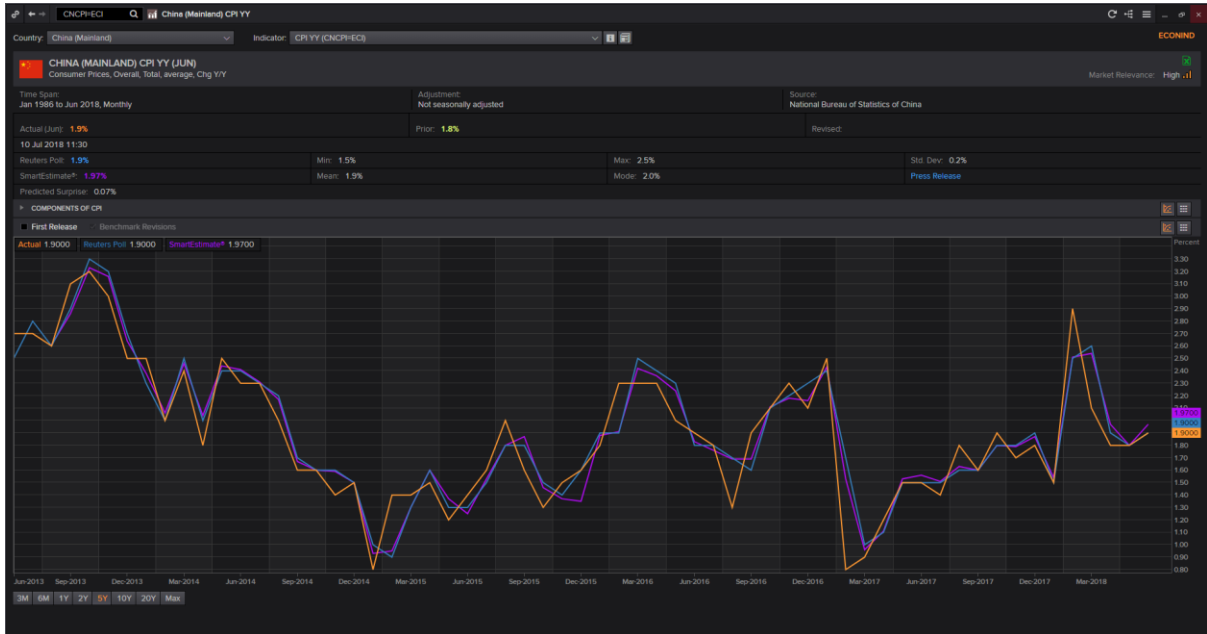 CNCPI=ECI China (Mainland) CPI YY
Country: China (Mainland) Indicator: CPI YY (CNCPI=ECI) ECONIND
CHINA (MAINLAND) CPI YY (JUN)
Consumer Prices, Overall, Total, average, Chg Y/Y
Market Relevance: High
Time Span: Adjustment: Source:
Jan 1986 to Jun 2018, Monthly Not seasonally adjusted National Bureau of Statistics of China
Actual (Jun): 1.9% Prior: 1.8% Revised:
10 Jul 2018 11:30
Reuters Poll: 1.9% Min: 1.5% Max: 2.5% Std. Dev: 0.2%
SmartEstimate®: 1.97% Mean: 1.9% Mode: 2.0% Press Release
Predicted Surprise: 0.07%
COMPONENTS OF CPI
First Release Benchmark Revisions
Actual 1.9000 Reuters Poll 1.9000 SmartEstimate® 1.9700 Percent
3.30
3.20
3.10
3.00
2.90
2.80
2.70
2.60
2.50
2.40
2.30
2.20
2.10
1.9700
1.9000
1.9000
1.80
1.70
1.60
1.50
1.40
1.30
1.20
1.10
1.00
0.90
0.80
Jun-2013 Sep-2013 Dec-2013 Mar-2014 Jun-2014 Sep-2014 Dec-2014 Mar-2015 Jun-2015 Sep-2015 Dec-2015 Mar-2016 Jun-2016 Sep-2016 Dec-2016 Mar-2017 Jun-2017 Sep-2017 Dec-2017 Mar-2018
3M 6M 1Y 2Y 5Y 10Y 20Y Max